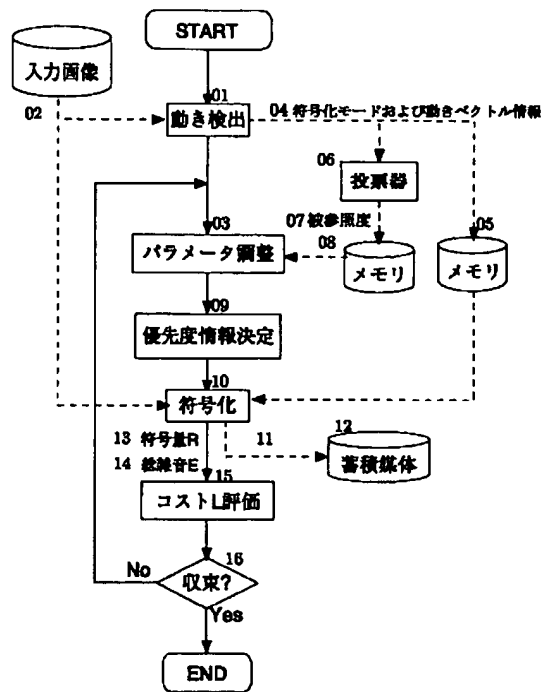 START
入力画像
02
01
動き検出
04 符号化モードおよび動きベクトル情報
06
投票器
07 被参照度
08
メモリ
05
メモリ
03
パラメータ調整
09
優先度情報決定
10
符号化
13 符号量R
14 総雑音E
11
12
蓄積媒体
15
コストL評価
16
収束?
No
Yes
END